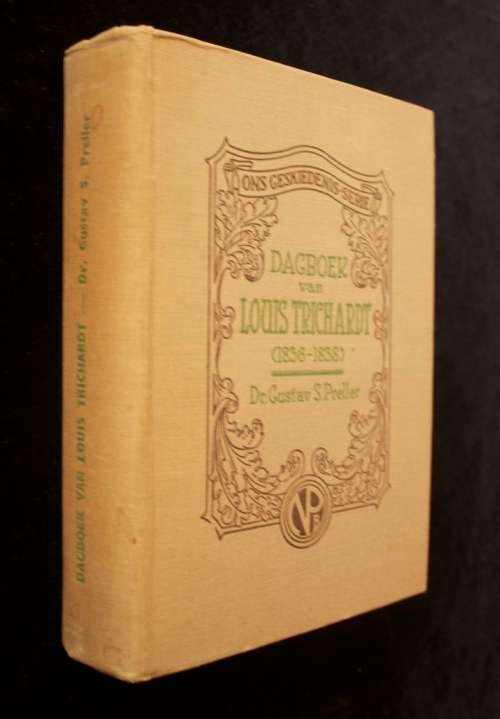 ONS GESKIEDENIS-SERIE
DAGBOEK
van
LOUIS TRICHARDT
(1836-1838)
Dr. Gustav S. Preller
NPB
DAGBOEK VAN LOUIS TRICHARDT — Dr. Gustav S. Preller